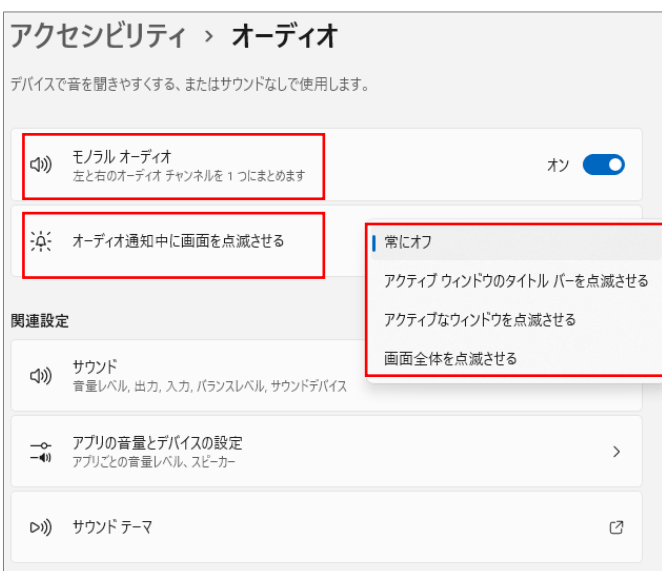 アクセシビリティ › オーディオ
デバイスで音を聞きやすくする、またはサウンドなしで使用します。
モノラル オーディオ
左と右のオーディオ チャンネルを 1 つにまとめます
オン
オーディオ通知中に画面を点滅させる
常にオフ
アクティブ ウィンドウのタイトル バーを点滅させる
アクティブなウィンドウを点滅させる
画面全体を点滅させる
関連設定
サウンド
音量レベル, 出力, 入力, バランスレベル, サウンドデバイス
アプリの音量とデバイスの設定
アプリごとの音量レベル、スピーカー
サウンド テーマ